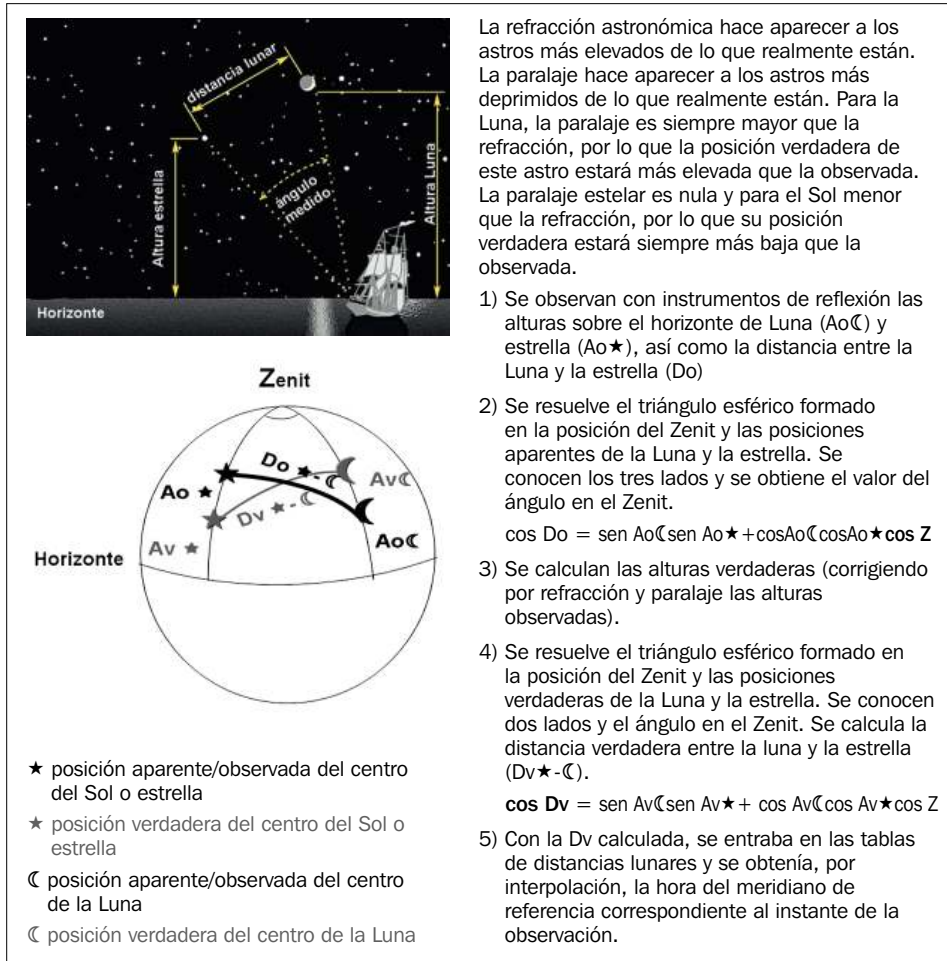 distancia lunar
Altura estrella
ángulo
medido.
Altura Luna
Horizonte
Zenit
Do ★-☾
Av☾
Ao ★
Dv ★-☾
Av ★
Ao☾
Horizonte
★ posición aparente/observada del centro
del Sol o estrella
★ posición verdadera del centro del Sol o
estrella
☾ posición aparente/observada del centro
de la Luna
☾ posición verdadera del centro de la Luna
La refracción astronómica hace aparecer a los
astros más elevados de lo que realmente están.
La paralaje hace aparecer a los astros más
deprimidos de lo que realmente están. Para la
Luna, la paralaje es siempre mayor que la
refracción, por lo que la posición verdadera de
este astro estará más elevada que la observada.
La paralaje estelar es nula y para el Sol menor
que la refracción, por lo que su posición
verdadera estará siempre más baja que la
observada.
1) Se observan con instrumentos de reflexión las
alturas sobre el horizonte de Luna (Ao☾) y
estrella (Ao★), así como la distancia entre la
Luna y la estrella (Do)
2) Se resuelve el triángulo esférico formado
en la posición del Zenit y las posiciones
aparentes de la Luna y la estrella. Se
conocen los tres lados y se obtiene el valor del
ángulo en el Zenit.
cos Do = sen Ao☾sen Ao★+cosAo☾cosAo★cos Z
3) Se calculan las alturas verdaderas (corrigiendo
por refracción y paralaje las alturas
observadas).
4) Se resuelve el triángulo esférico formado en
la posición del Zenit y las posiciones
verdaderas de la Luna y la estrella. Se conocen
dos lados y el ángulo en el Zenit. Se calcula la
distancia verdadera entre la luna y la estrella
(Dv★-☾).
cos Dv = sen Av☾sen Av★+ cos Av☾cos Av★cos Z
5) Con la Dv calculada, se entraba en las tablas
de distancias lunares y se obtenía, por
interpolación, la hora del meridiano de
referencia correspondiente al instante de la
observación.